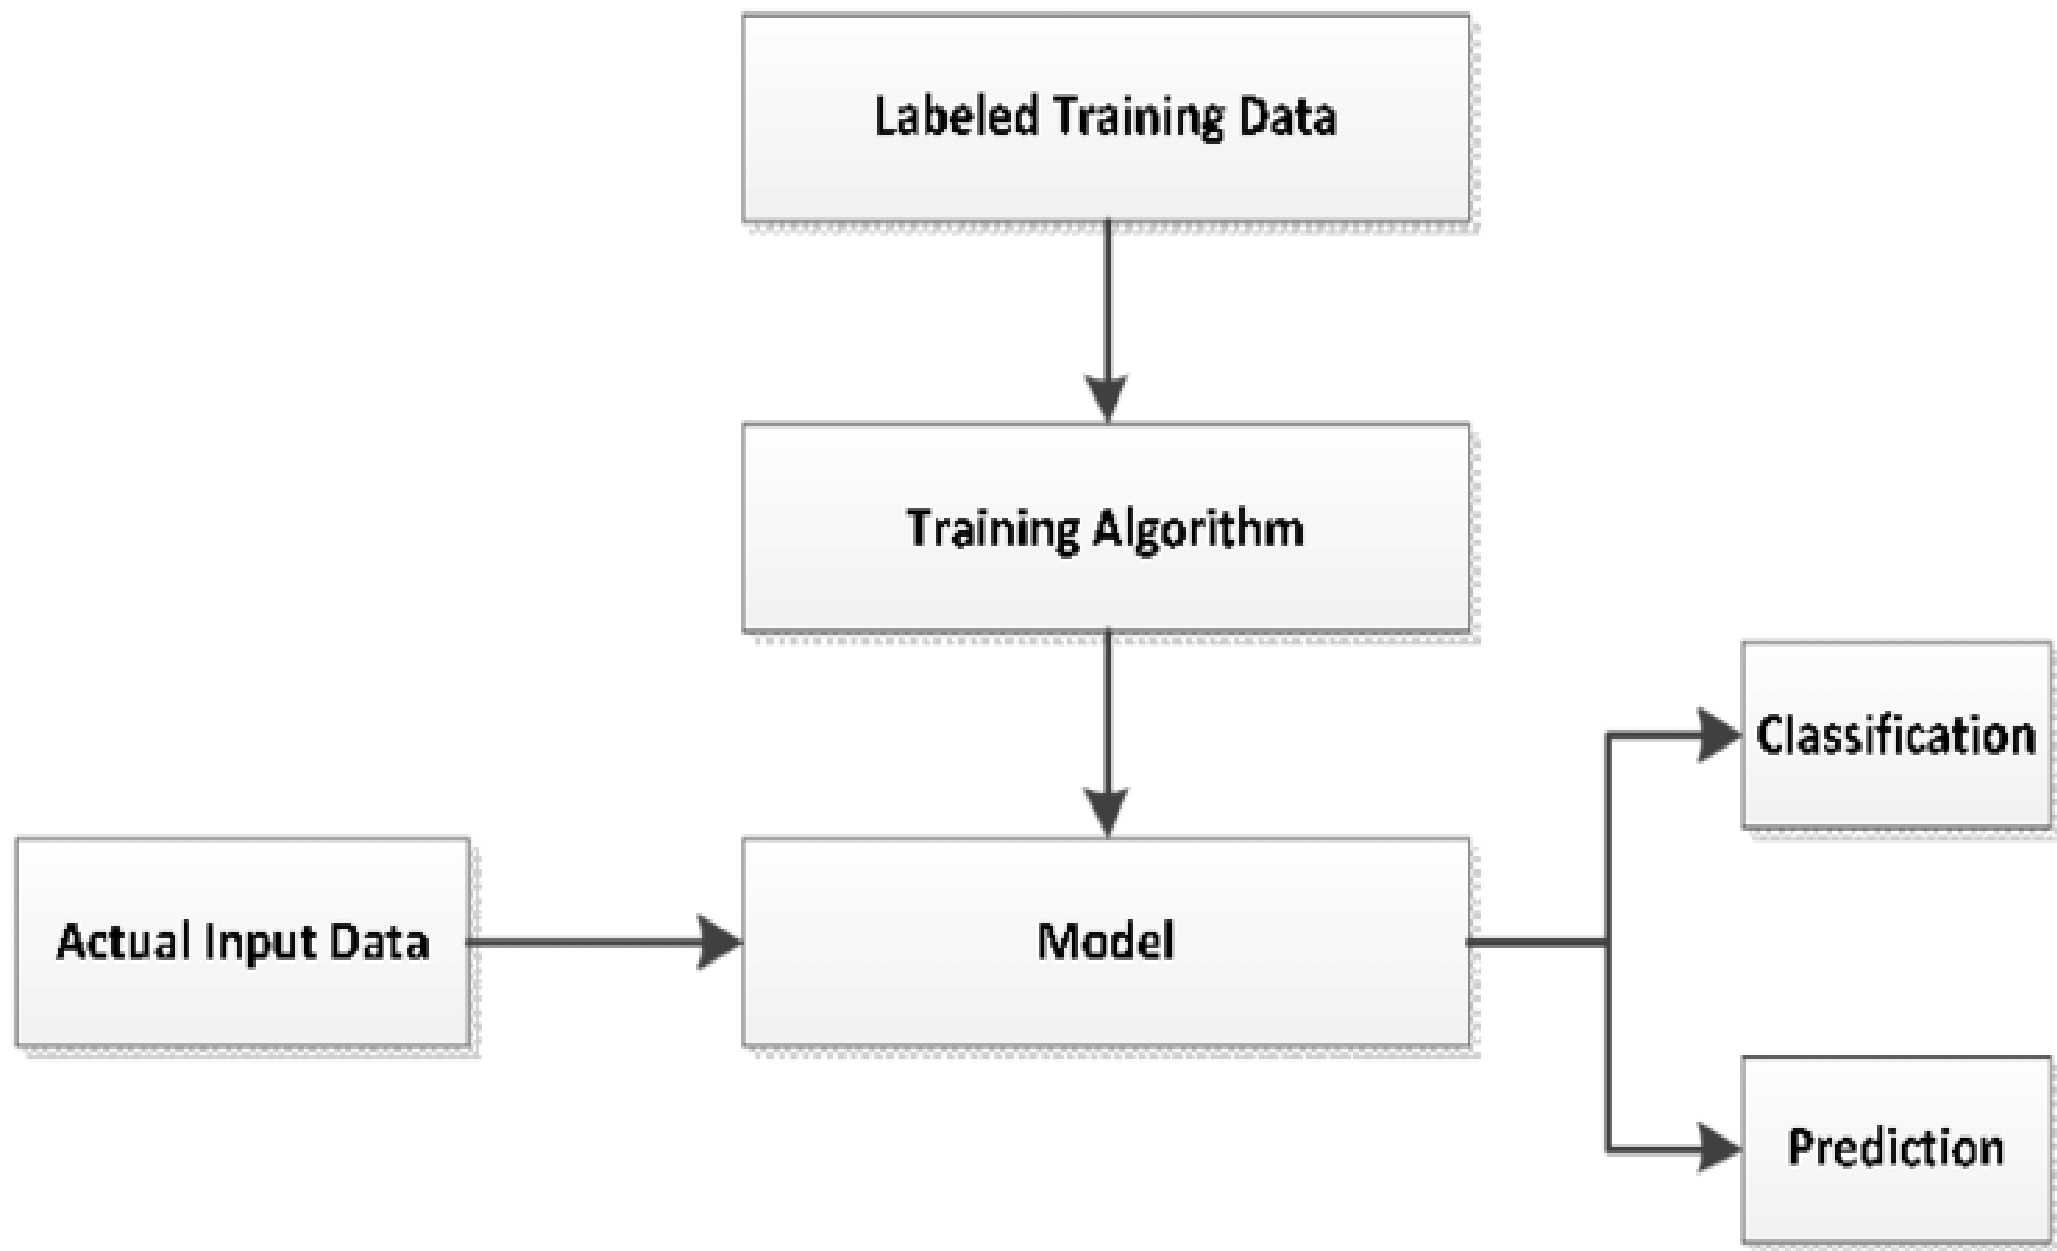 Labeled Training Data
Training Algorithm
Classification
Actual Input Data
Model
Prediction